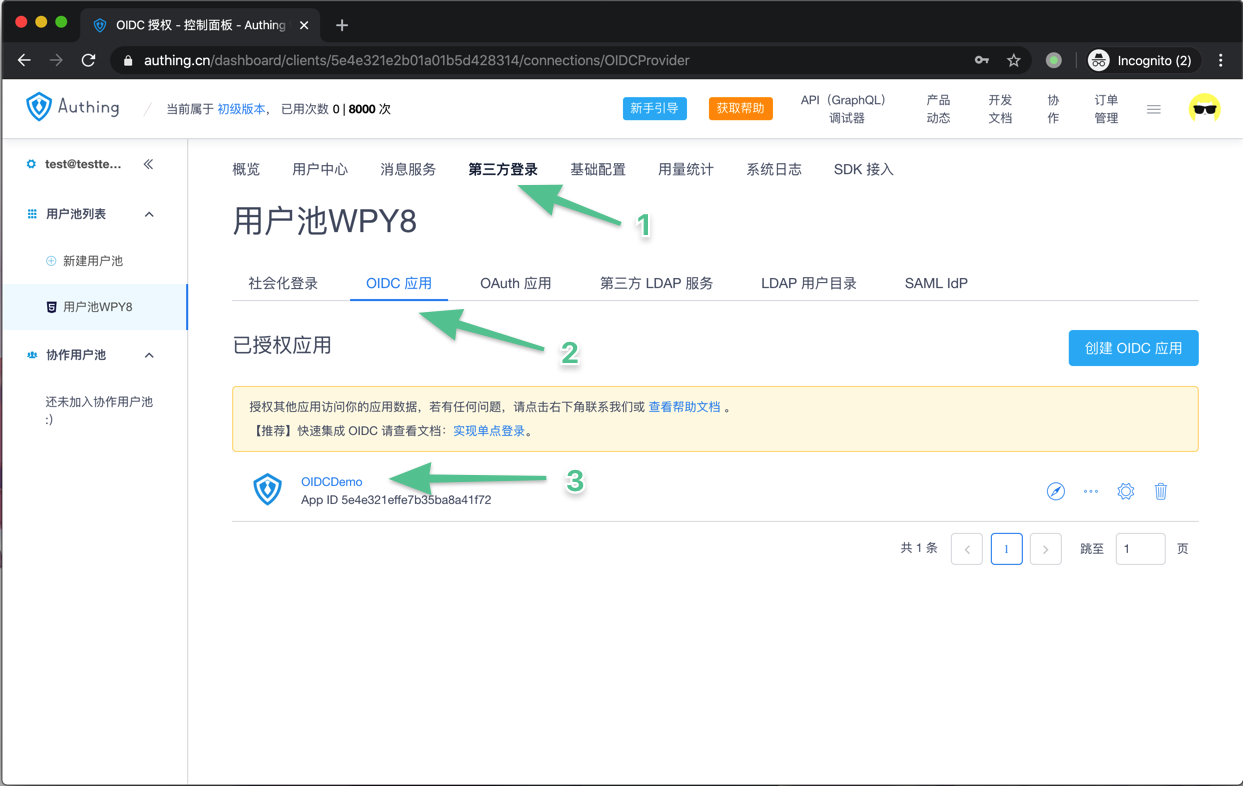 OIDC 授权 - 控制面板 - Authing
authing.cn/dashboard/clients/5e4e321e2b01a01b5d428314/connections/OIDCProvider
Incognito (2)
Authing
当前属于 初级版本， 已用次数 0 | 8000 次
新手引导
获取帮助
API（GraphQL）
调试器
产品
动态
开发
文档
协
作
订单
管理
test@testte...
用户池列表
新建用户池
用户池WPY8
协作用户池
还未加入协作用户池
:)
概览 用户中心 消息服务 第三方登录 基础配置 用量统计 系统日志 SDK 接入
1
用户池WPY8
社会化登录 OIDC 应用 OAuth 应用 第三方 LDAP 服务 LDAP 用户目录 SAML IdP
2
已授权应用
创建 OIDC 应用
授权其他应用访问你的应用数据，若有任何问题，请点击右下角联系我们或 查看帮助文档 。
【推荐】快速集成 OIDC 请查看文档：实现单点登录。
OIDCDemo
3
App ID 5e4e321effe7b35ba8a41f72
共 1 条 < 1 > 跳至 1 页